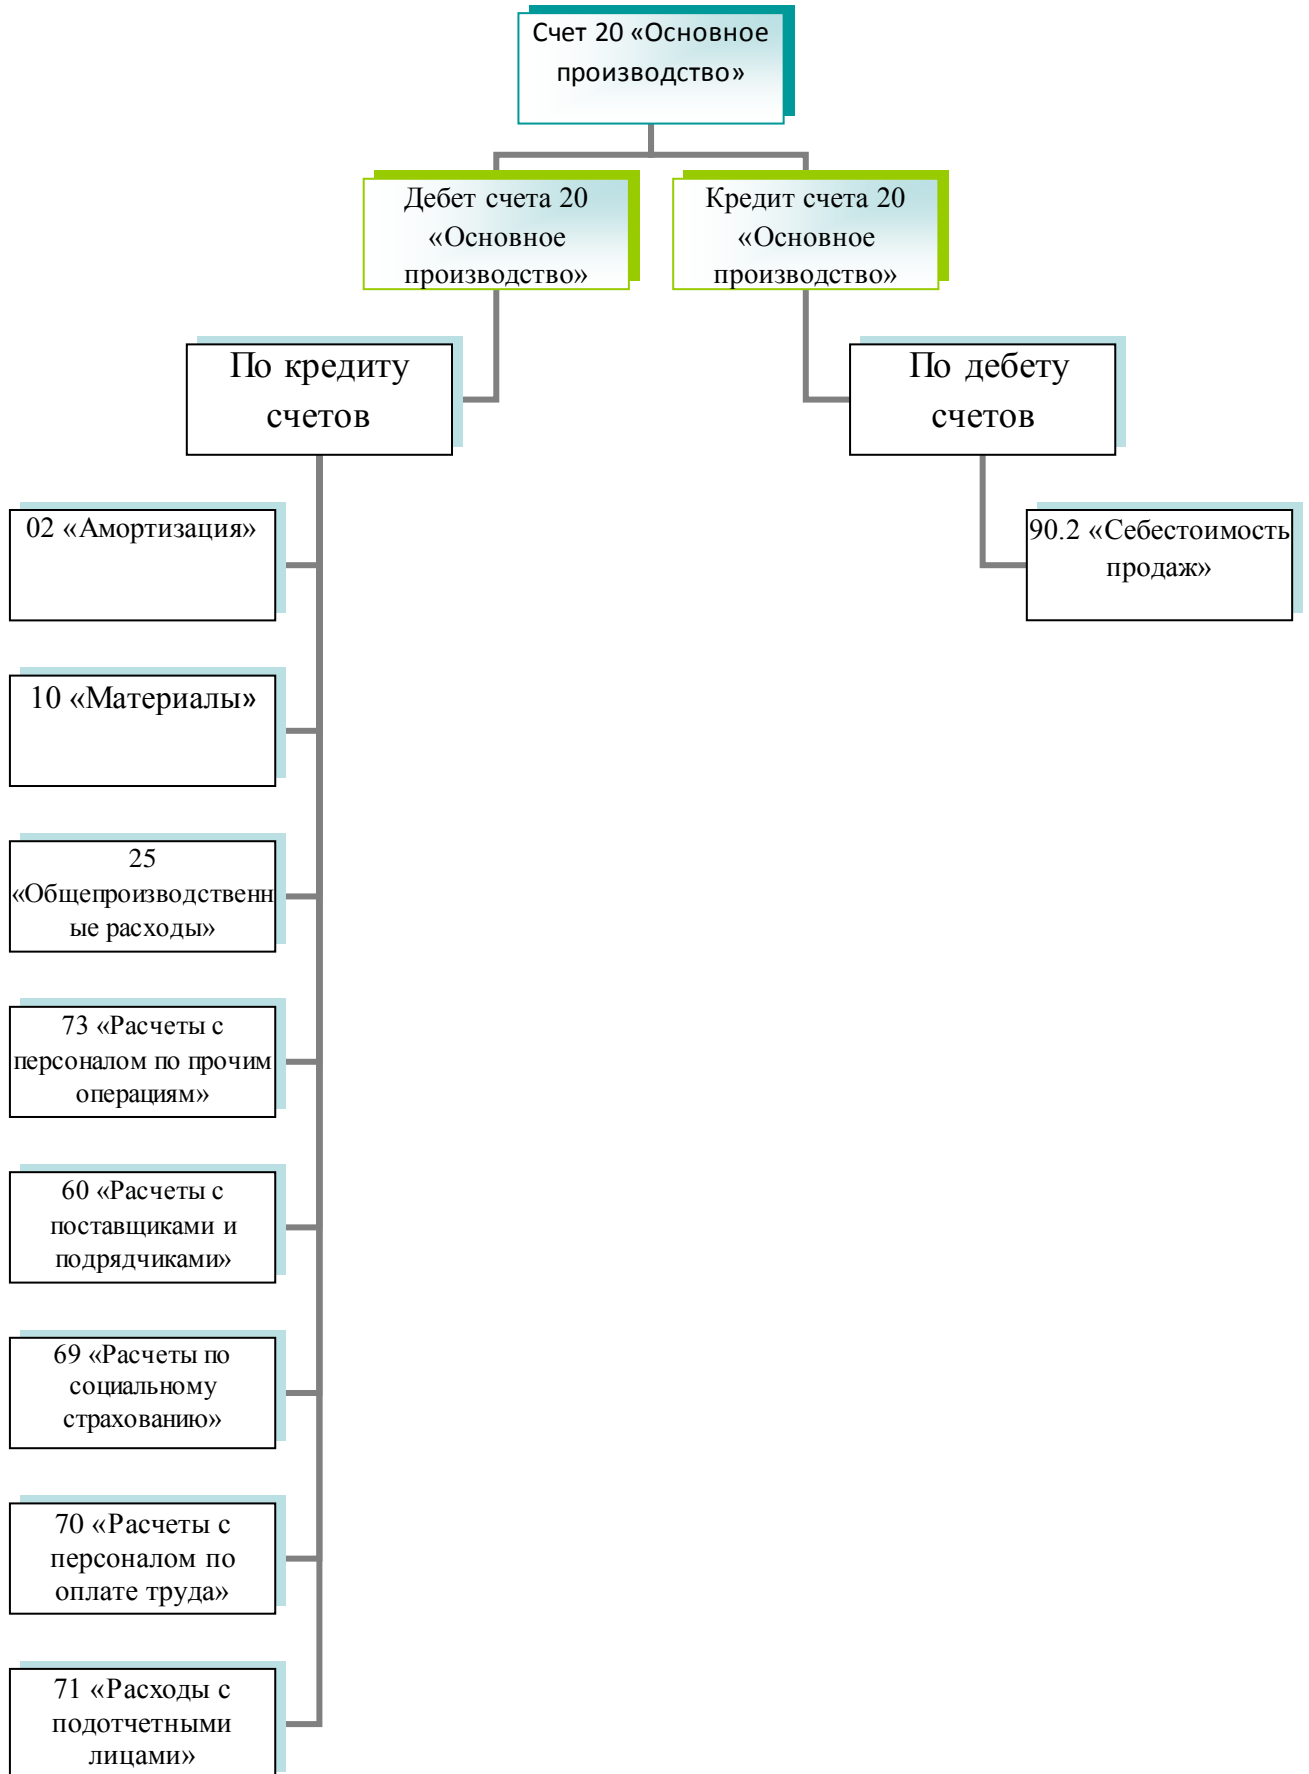 Счет 20 «Основное
производство»
Дебет счета 20
«Основное
производство»
Кредит счета 20
«Основное
производство»
По кредиту
счетов
По дебету
счетов
02 «Амортизация»
90.2 «Себестоимость
продаж»
10 «Материалы»
25
«Общепроизводственн
ые расходы»
73 «Расчеты с
персоналом по прочим
операциям»
60 «Расчеты с
поставщиками и
подрядчиками»
69 «Расчеты по
социальному
страхованию»
70 «Расчеты с
персоналом по
оплате труда»
71 «Расходы с
подотчетными
лицами»